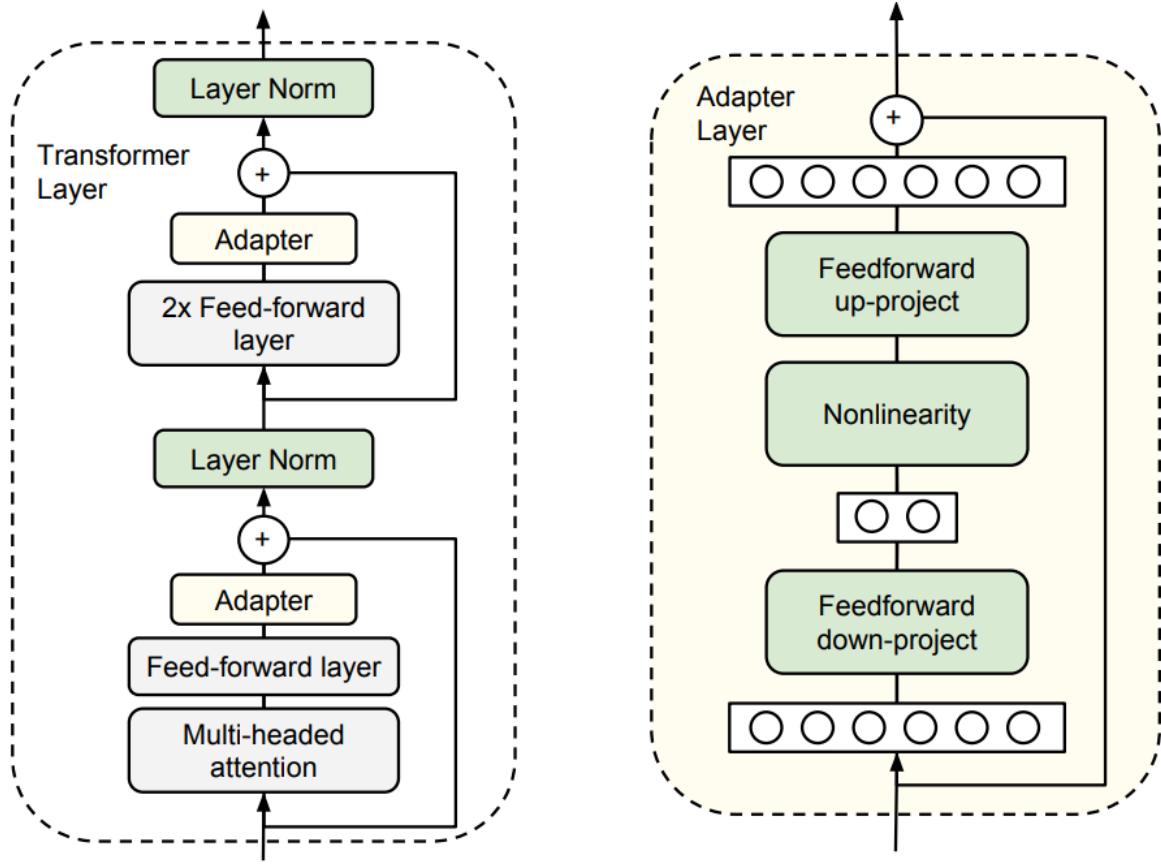 Layer Norm
Transformer
Layer
+
Adapter
2x Feed-forward
layer
Layer Norm
+
Adapter
Feed-forward layer
Multi-headed
attention
Adapter
Layer
+
Feedforward
up-project
Nonlinearity
Feedforward
down-project